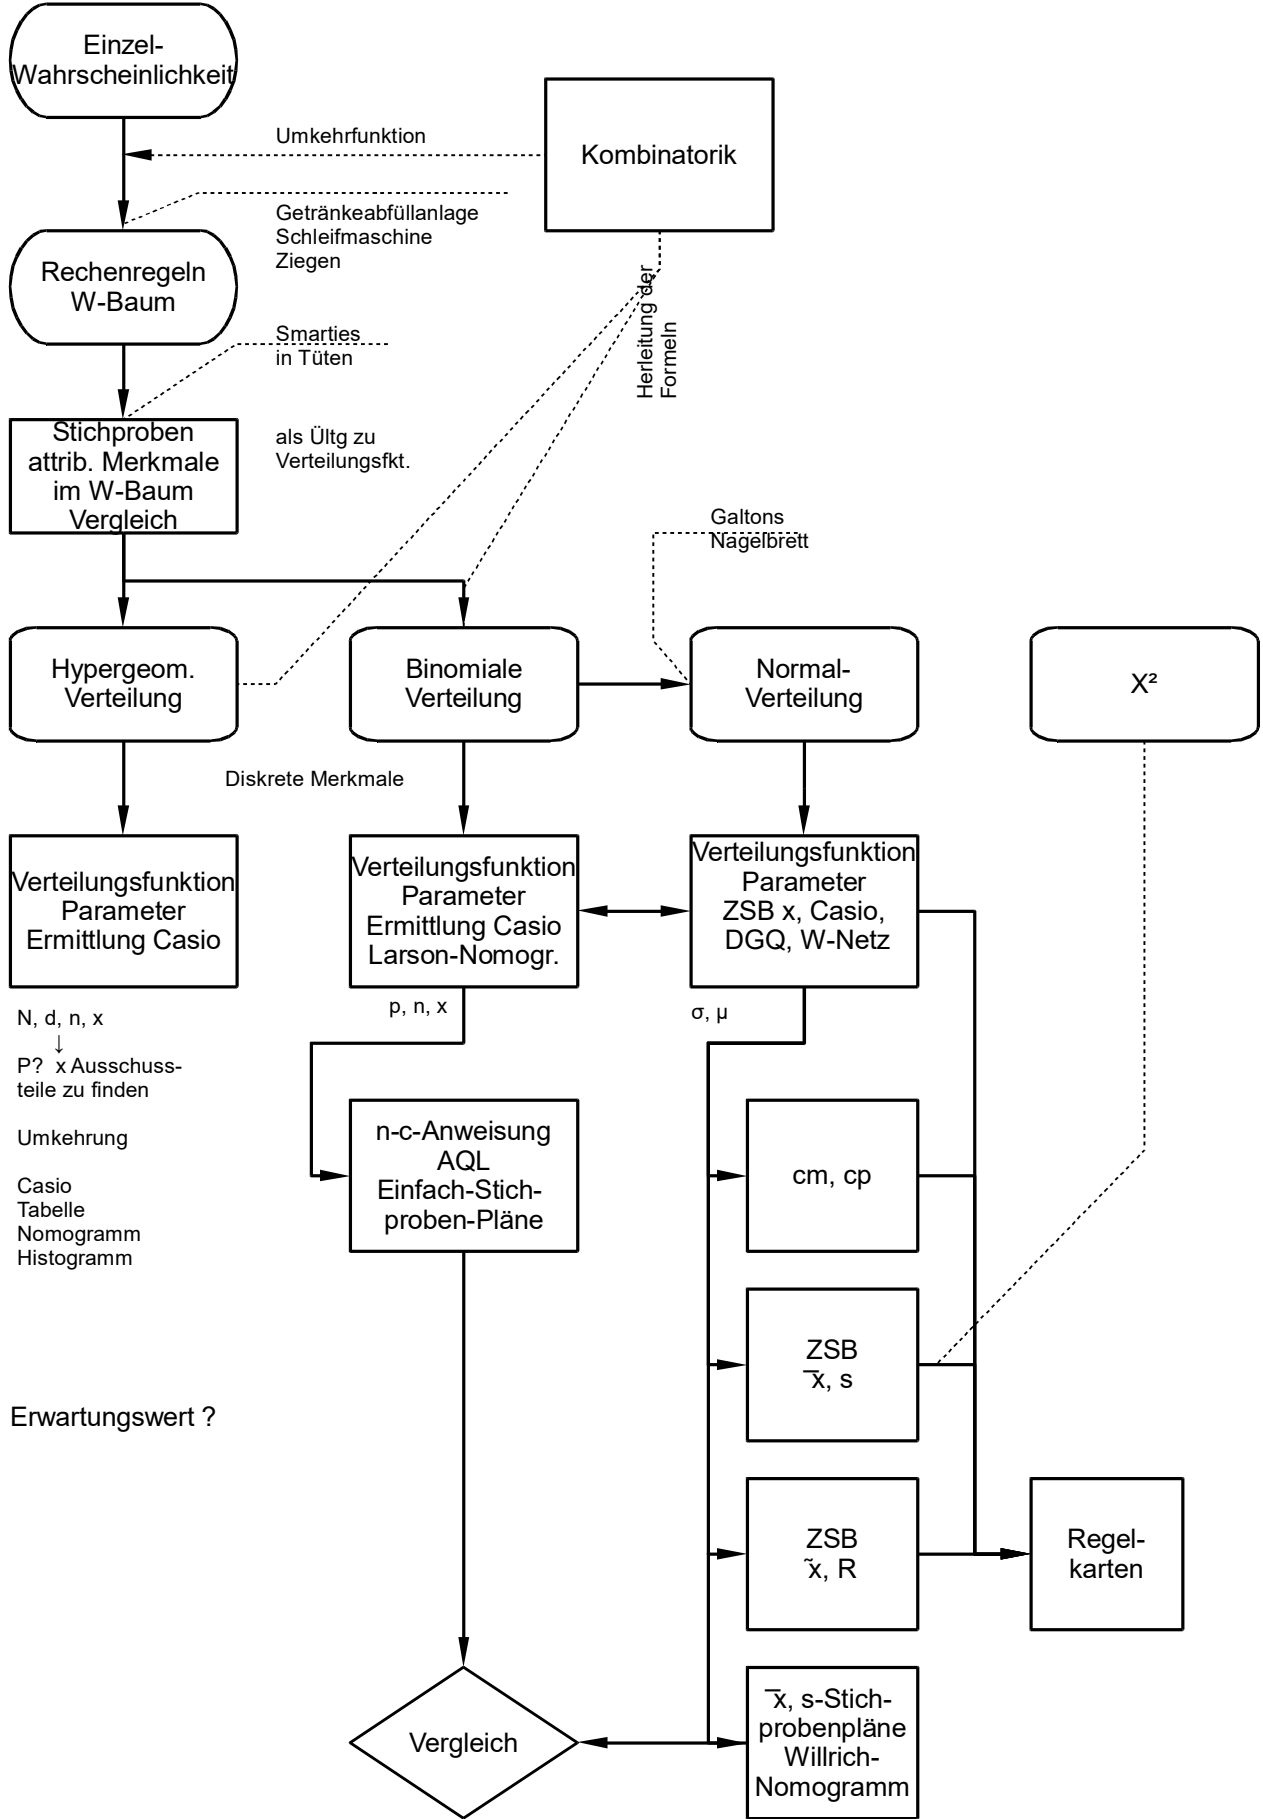 Einzel-
Wahrscheinlichkeit
Umkehrfunktion
Kombinatorik
Getränkeabfüllanlage
Schleifmaschine
Ziegen
Rechenregeln
W-Baum
Herleitung der
Formeln
Smarties
in Tüten
Stichproben
attrib. Merkmale
im W-Baum
Vergleich
als Ültg zu
Verteilungsfkt.
Galtons
Nagelbrett
Hypergeom.
Verteilung
Binomiale
Verteilung
Normal-
Verteilung
X²
Diskrete Merkmale
Verteilungsfunktion
Parameter
Ermittlung Casio
Verteilungsfunktion
Parameter
Ermittlung Casio
Larson-Nomogr.
Verteilungsfunktion
Parameter
ZSB x, Casio,
DGQ, W-Netz
N, d, n, x
↓
P? x Ausschuss-
teile zu finden
Umkehrung
Casio
Tabelle
Nomogramm
Histogramm
p, n, x
σ, μ
n-c-Anweisung
AQL
Einfach-Stich-
proben-Pläne
cm, cp
ZSB
x̅, s
Erwartungswert ?
ZSB
x̃, R
Regel-
karten
Vergleich
x̅, s-Stich-
probenpläne
Willrich-
Nomogramm